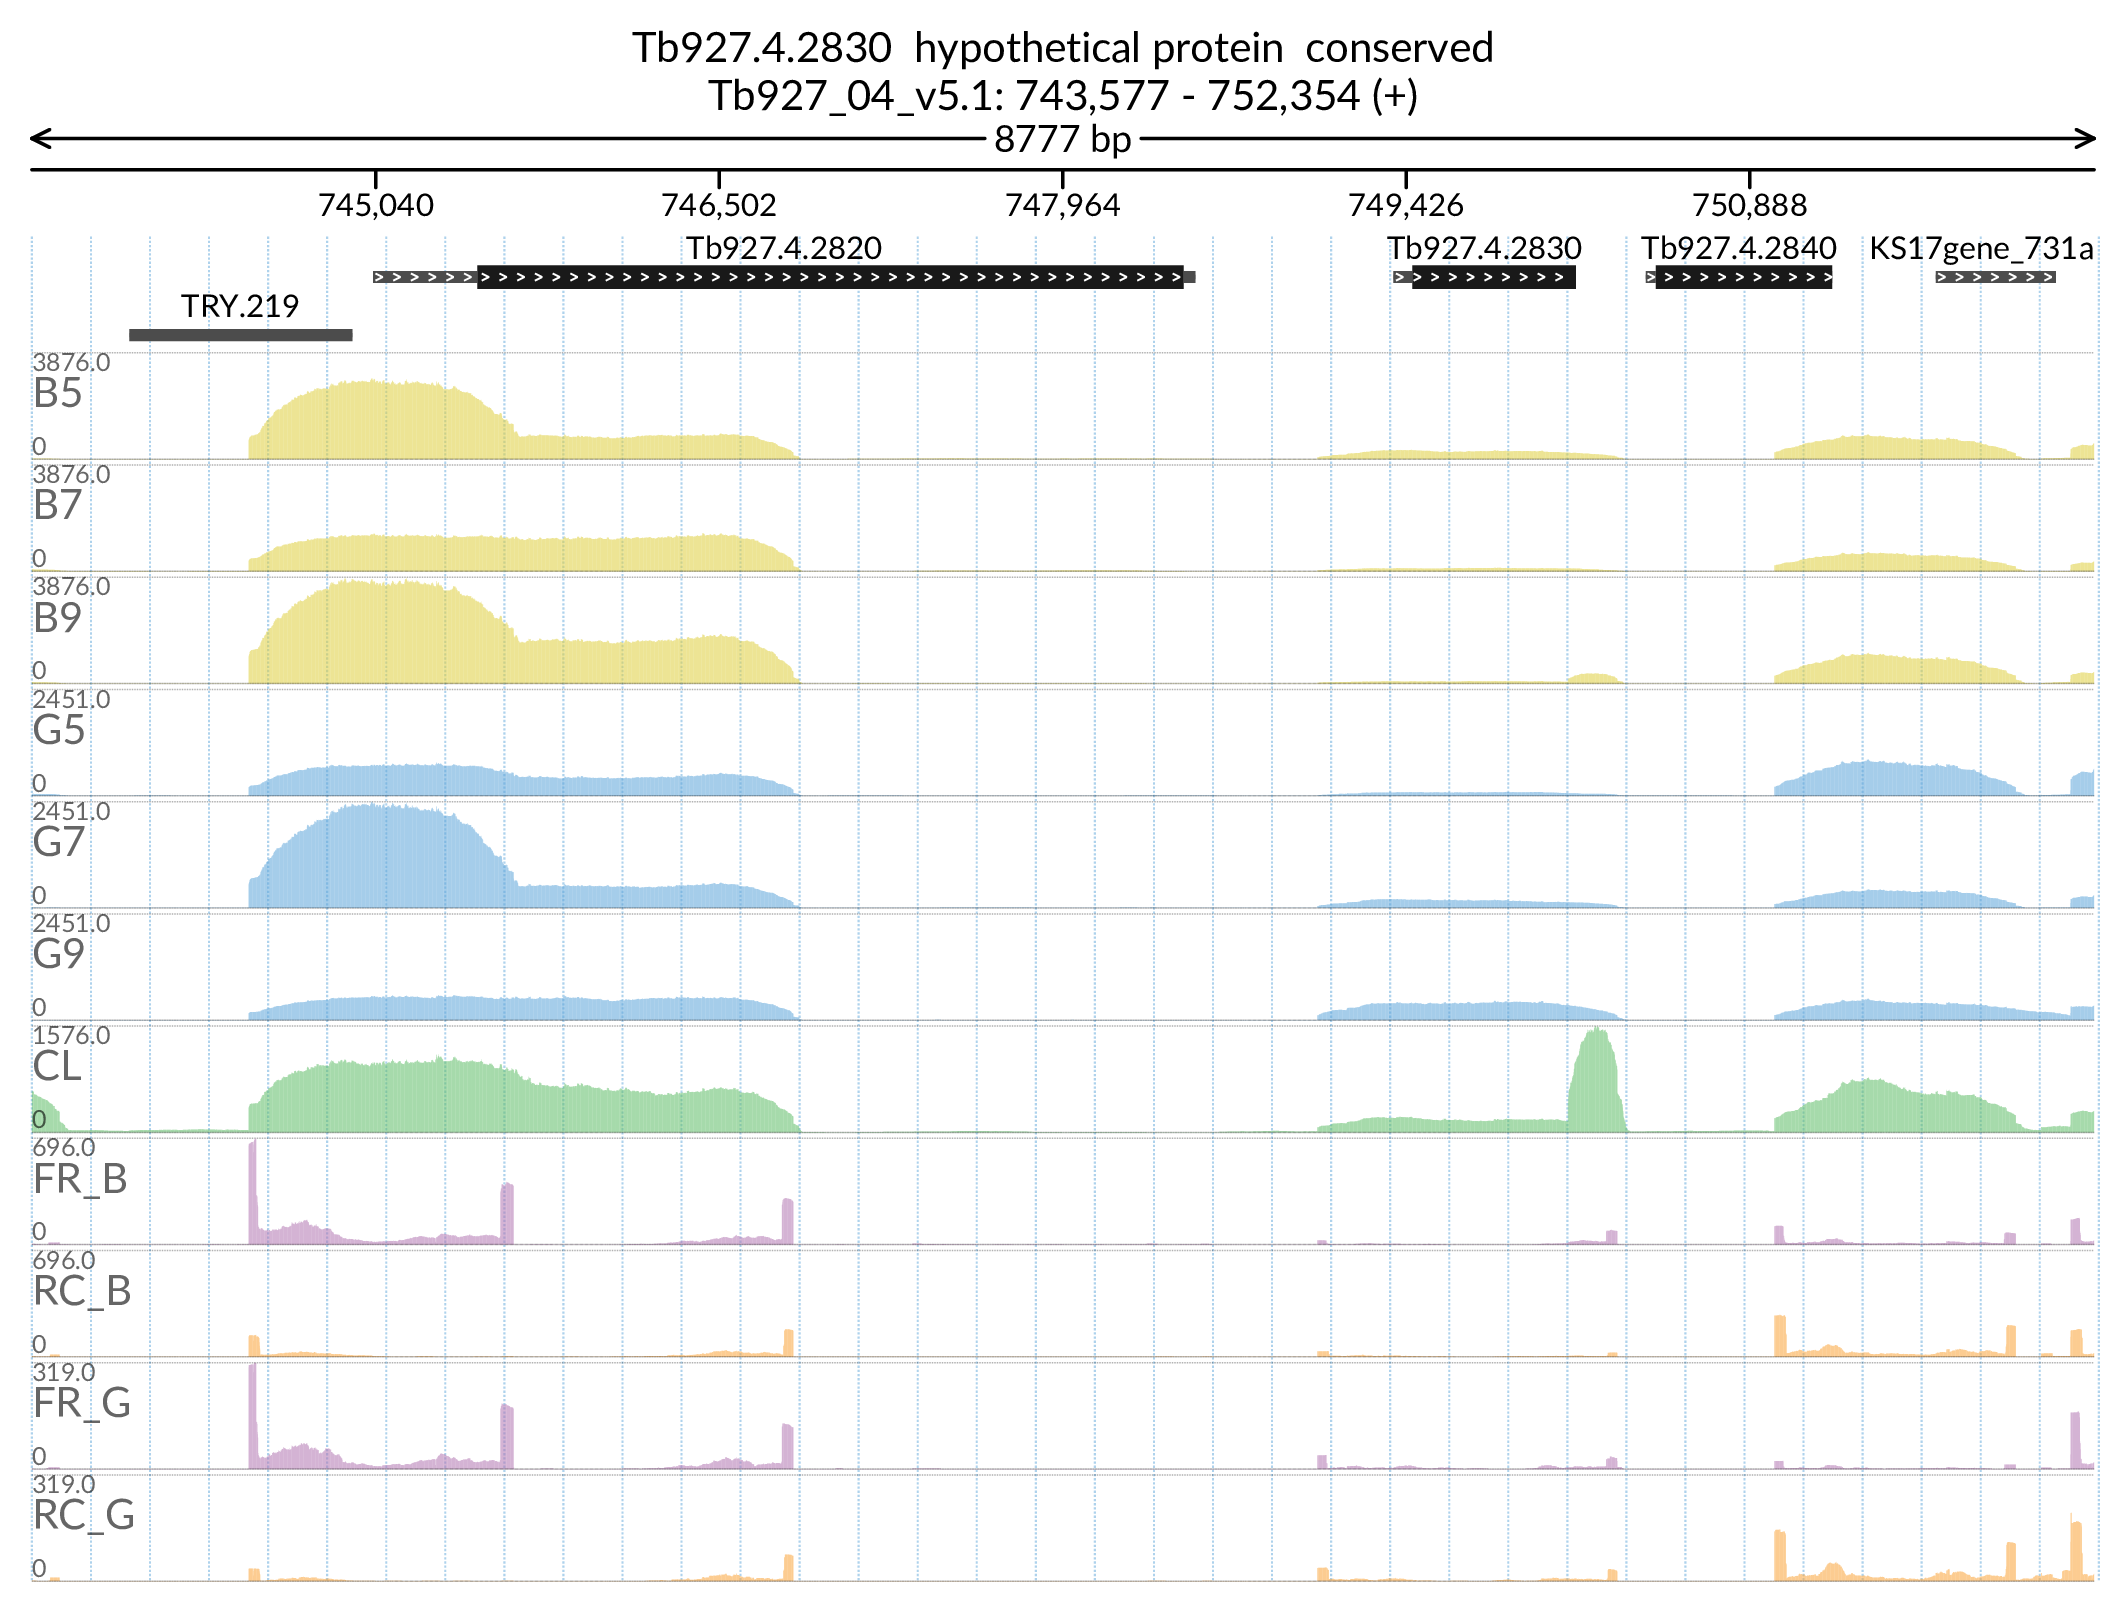 Tb927.4.2830  hypothetical protein  conserved
Tb927_04_v5.1: 743,577 - 752,354 (+)
8777 bp
745,040 746,502 747,964 749,426 750,888
Tb927.4.2820 Tb927.4.2830 Tb927.4.2840 KS17gene_731a
TRY.219
3876.0
B5
0
3876.0
B7
0
3876.0
B9
0
2451.0
G5
0
2451.0
G7
0
2451.0
G9
0
1576.0
CL
0
696.0
FR_B
0
696.0
RC_B
0
319.0
FR_G
0
319.0
RC_G
0